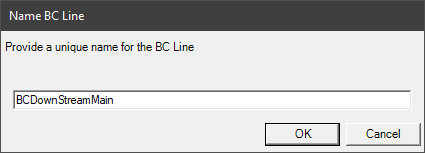 Name BC Line
Provide a unique name for the BC Line
BCDownStreamMain
OK
Cancel